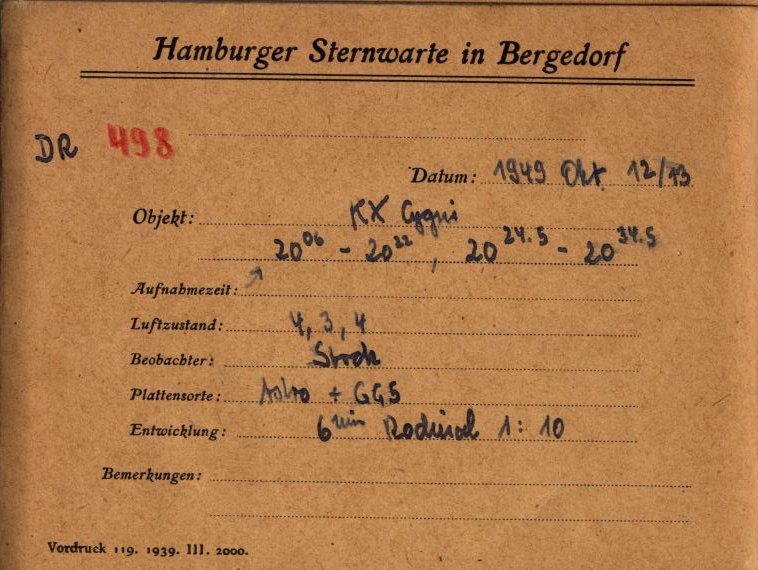 Hamburger Sternwarte in Bergedorf
DR 498
Datum: 1949 Okt 12/13
Objekt: KX Cygni
20⁰⁶ - 20²², 20²⁴·⁵ - 20³⁴·⁵
Aufnahmezeit:
Luftzustand: 4, 3, 4
Beobachter:
Plattensorte: Astro + GG5
Entwicklung: 6ᵐⁱⁿ Rodinal 1:10
Bemerkungen:
Vordruck 119. 1939. III. 2000.